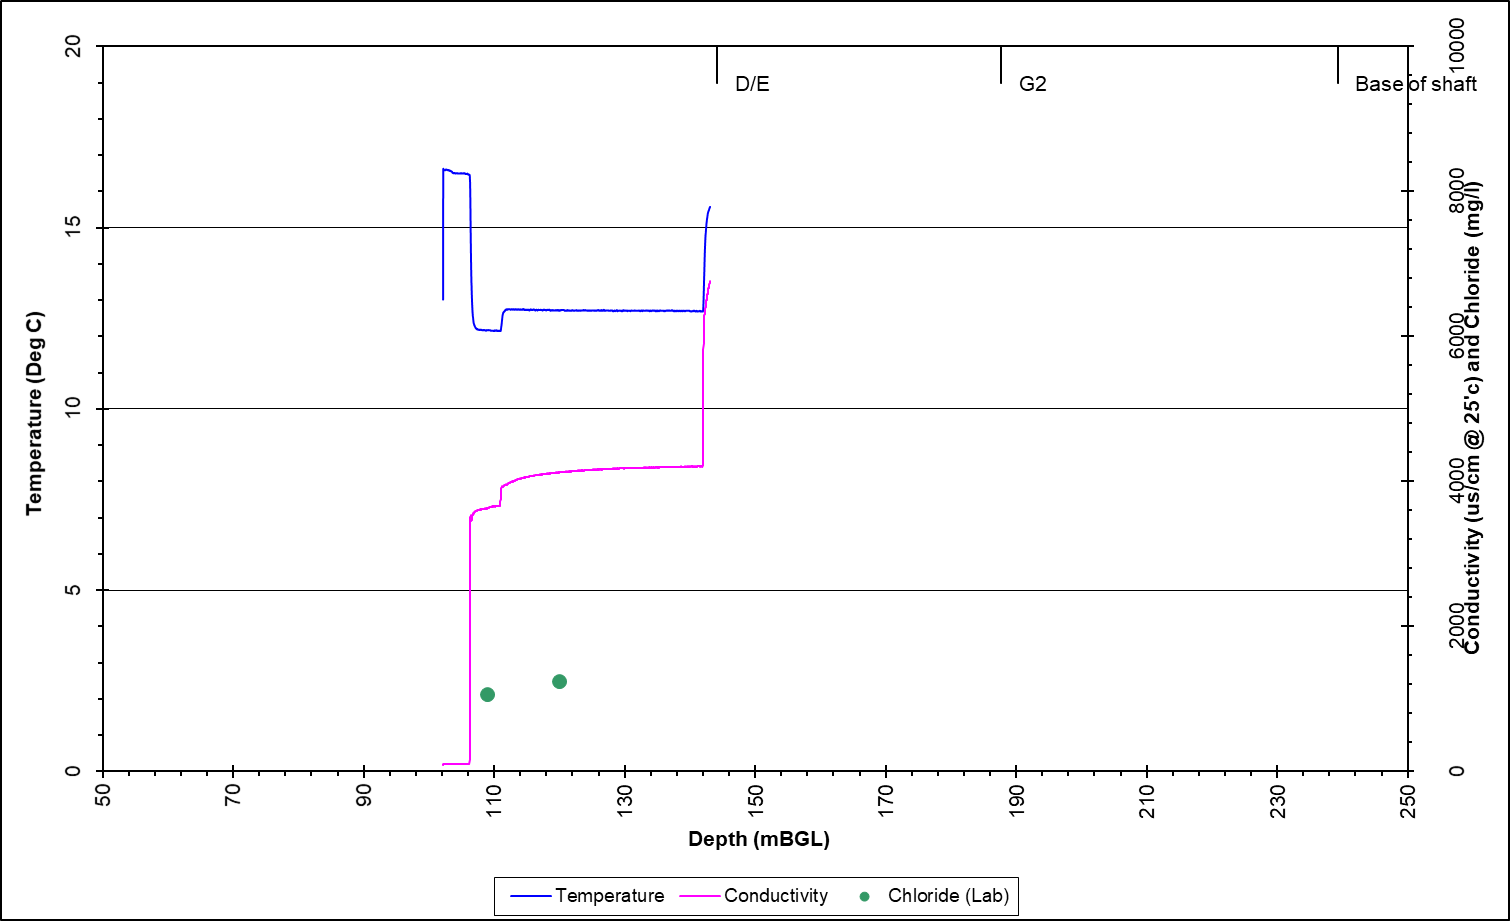 20
15
10
5
0
Temperature (Deg C)
D/E
G2
Base of shaft
10000
8000
6000
4000
2000
0
Conductivity (us/cm @ 25'c) and Chloride (mg/l)
50
70
90
110
130
150
170
190
210
230
250
Depth (mBGL)
Temperature
Conductivity
Chloride (Lab)